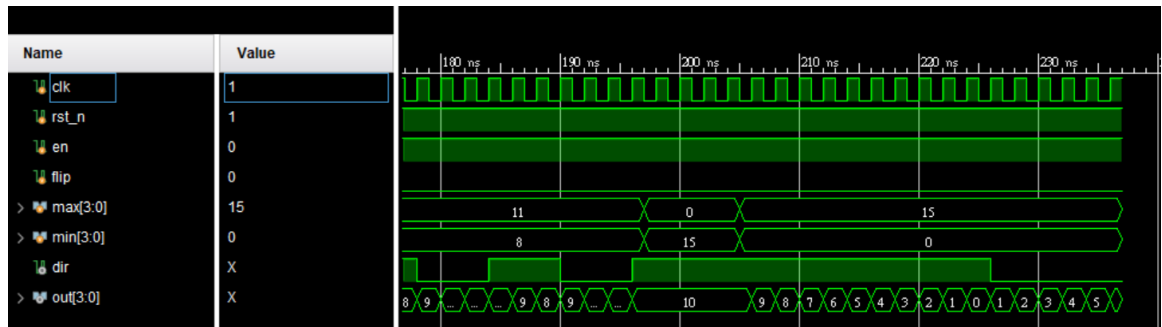 Name Value
180 ns 190 ns 200 ns 210 ns 220 ns 230 ns
clk 1
rst_n 1
en 0
flip 0
max[3:0] 15 11 0 15
min[3:0] 0 8 15 0
dir X
out[3:0] X 8 9 ... ... ... 9 8 9 ... ... 10 9 8 7 6 5 4 3 2 1 0 1 2 3 4 5